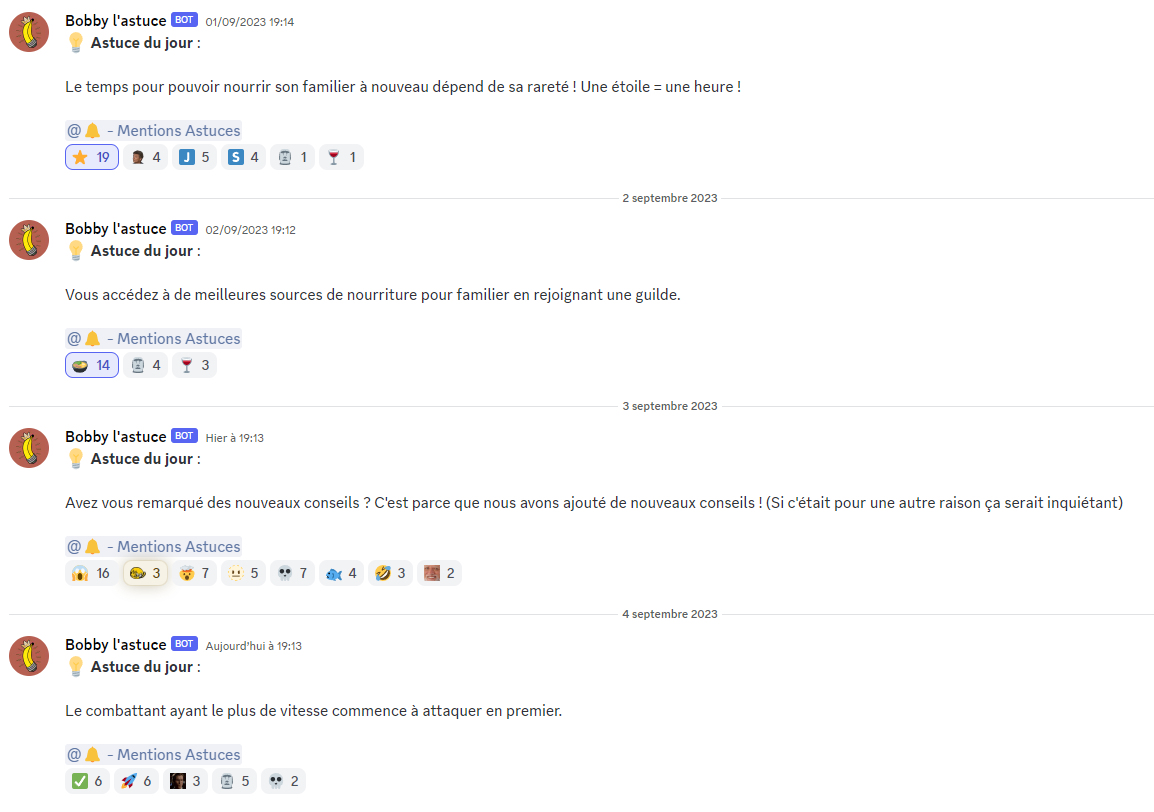 Bobby l'astuce BOT 01/09/2023 19:14
💡 Astuce du jour :
Le temps pour pouvoir nourrir son familier à nouveau dépend de sa rareté ! Une étoile = une heure !
@🔔 - Mentions Astuces
⭐ 19 4 J 5 S 4 🗿 1 🍷 1
2 septembre 2023
Bobby l'astuce BOT 02/09/2023 19:12
💡 Astuce du jour :
Vous accédez à de meilleures sources de nourriture pour familier en rejoignant une guilde.
@🔔 - Mentions Astuces
14 🗿 4 🍷 3
3 septembre 2023
Bobby l'astuce BOT Hier à 19:13
💡 Astuce du jour :
Avez vous remarqué des nouveaux conseils ? C'est parce que nous avons ajouté de nouveaux conseils ! (Si c'était pour une autre raison ça serait inquiétant)
@🔔 - Mentions Astuces
😱 16 3 🤯 7 5 💀 7 🐟 4 🤣 3 2
4 septembre 2023
Bobby l'astuce BOT Aujourd'hui à 19:13
💡 Astuce du jour :
Le combattant ayant le plus de vitesse commence à attaquer en premier.
@🔔 - Mentions Astuces
✅ 6 🚀 6 3 🗿 5 💀 2